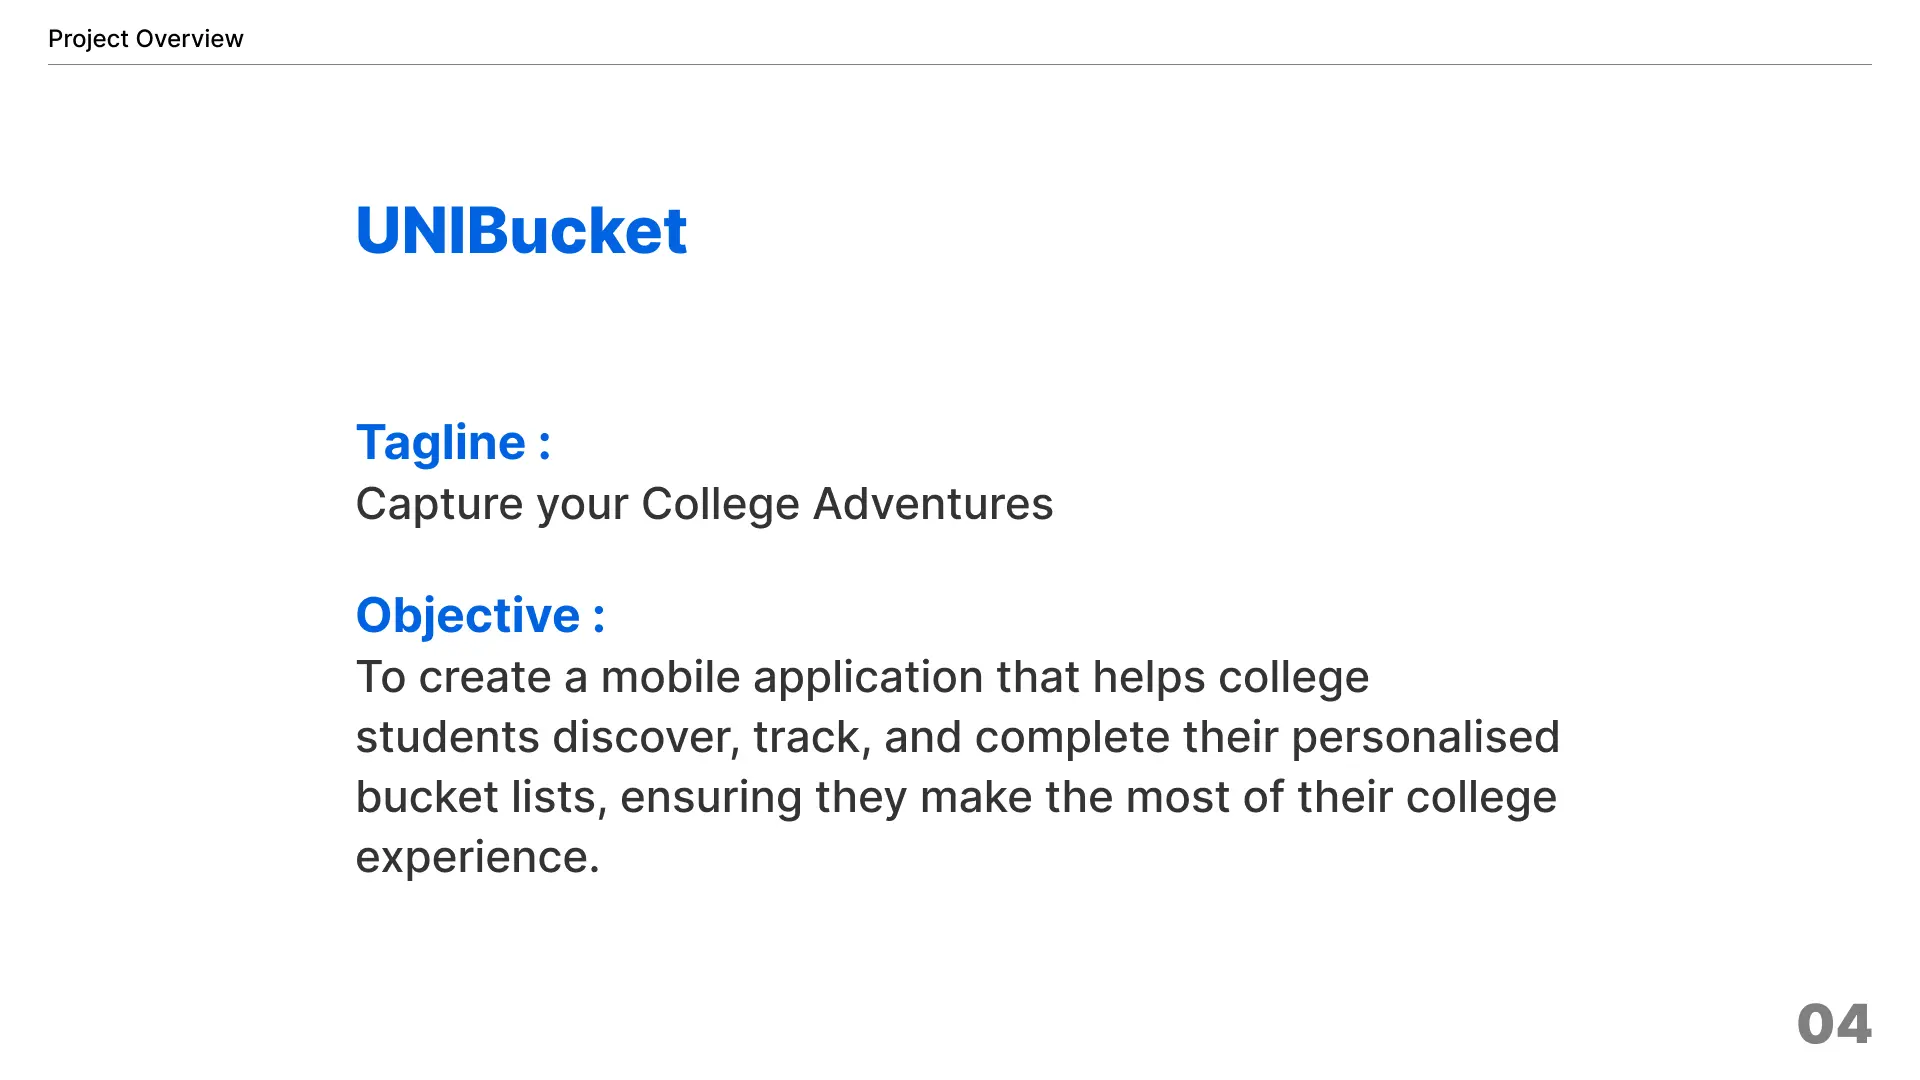 Project Overview
UNIBucket
Tagline :
Capture your College Adventures
Objective :
To create a mobile application that helps college
students discover, track, and complete their personalised
bucket lists, ensuring they make the most of their college
experience.
04